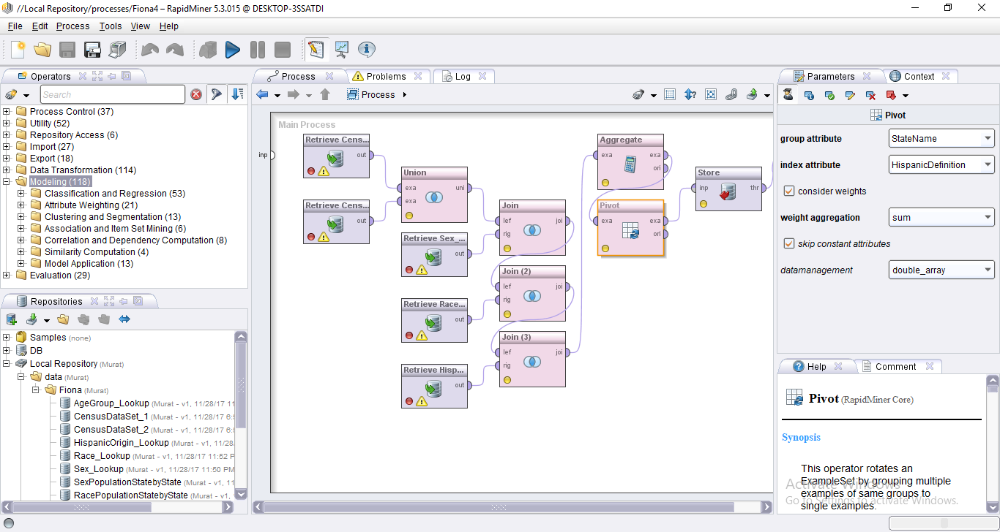 //Local Repository/processes/Fiona4 – RapidMiner 5.3.015 @ DESKTOP-3SSATDI
File Edit Process Tools View Help
Operators
Search
Process Control (37)
Utility (52)
Repository Access (6)
Import (27)
Export (18)
Data Transformation (114)
Modeling (118)
Classification and Regression (53)
Attribute Weighting (21)
Clustering and Segmentation (13)
Association and Item Set Mining (6)
Correlation and Dependency Computation (8)
Similarity Computation (4)
Model Application (13)
Evaluation (29)
Repositories
Samples (none)
DB
Local Repository (Murat)
data (Murat)
Fiona (Murat)
AgeGroup_Lookup (Murat - v1, 11/28/17 11
CensusDataSet_1 (Murat - v1, 11/28/17 6:
CensusDataSet_2 (Murat - v1, 11/28/17 6:
HispanicOrigin_Lookup (Murat - v1, 11/28/
Race_Lookup (Murat - v1, 11/28/17 11:52 P
Sex_Lookup (Murat - v1, 11/28/17 11:50 PM
SexPopulationStatebyState (Murat - v1, 11
RacePopulationStatebyState (Murat - v1,
Process Problems Log
Process
Main Process
inp
Retrieve Cens...
out
Retrieve Cens...
out
Union
exa uni
exa
Retrieve Sex_...
out
Retrieve Race...
out
Retrieve Hisp...
out
Join
lef joi
rig
Join (2)
lef joi
rig
Join (3)
lef joi
rig
Aggregate
exa exa
ori
Pivot
exa exa
ori
Store
inp thr
Parameters Context
Pivot
group attribute StateName
index attribute HispanicDefinition
consider weights
weight aggregation sum
skip constant attributes
datamanagement double_array
Help Comment
Pivot (RapidMiner Core)
Synopsis
This operator rotates an
ExampleSet by grouping multiple
examples of same groups to
single examples.
Activate Windows
Go to Settings to activate Windows.